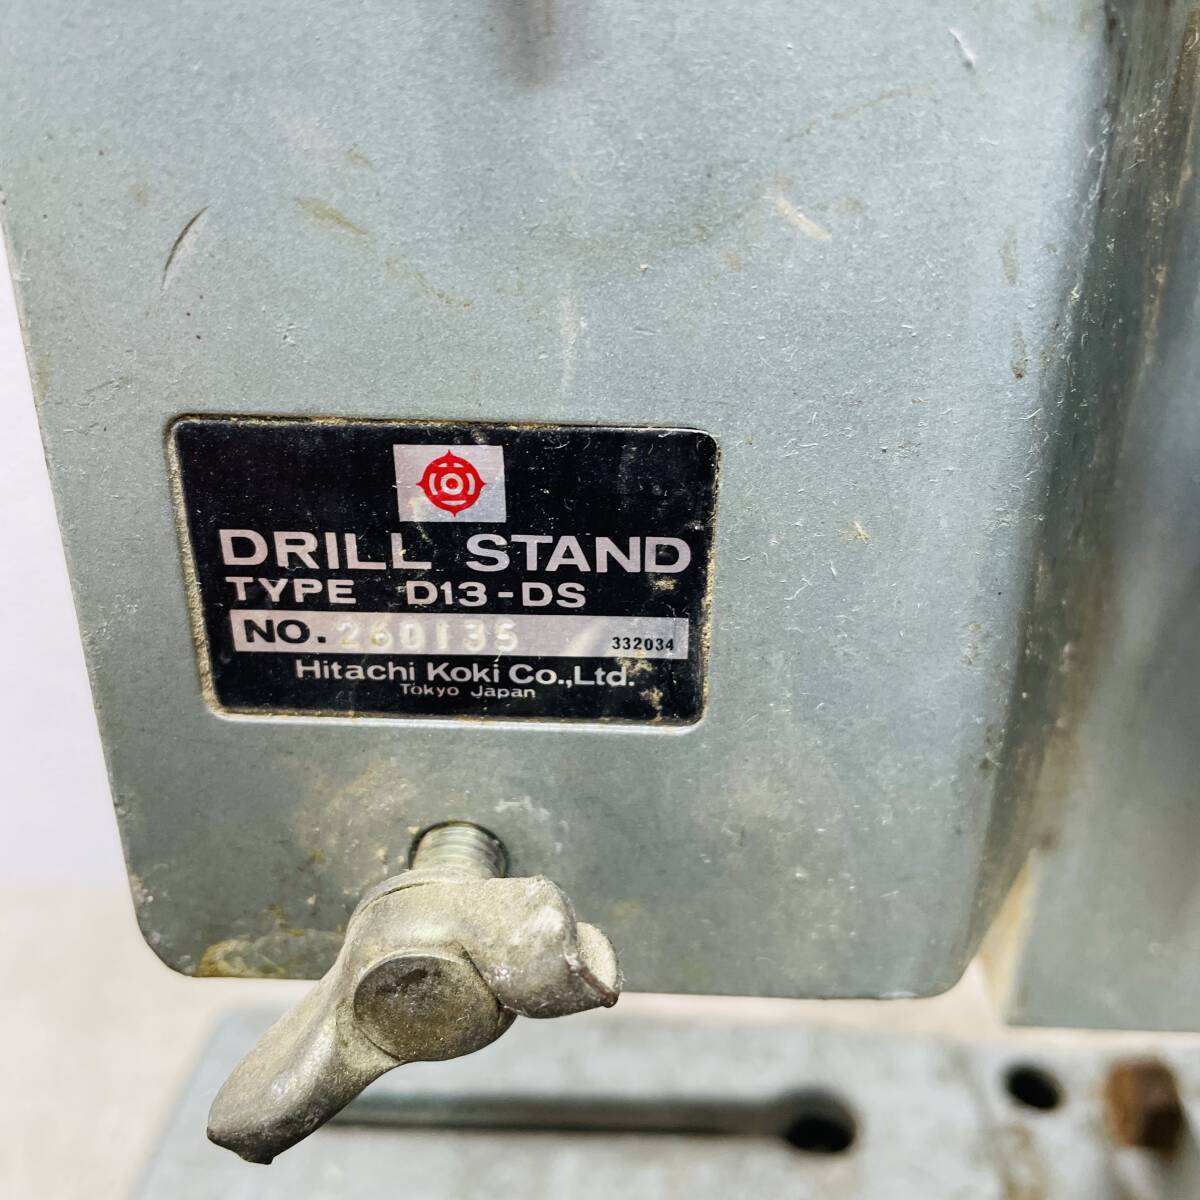 DRILL STAND
TYPE D13-DS
NO. 260135 332034
Hitachi Koki Co.,Ltd.
Tokyo Japan